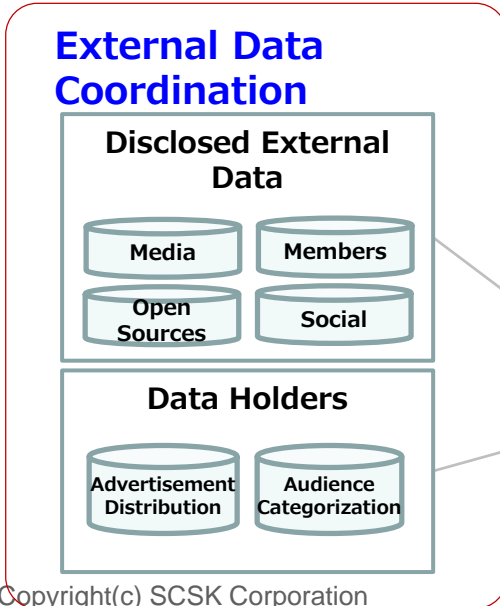 External Data
Coordination
Disclosed External
Data
Media
Members
Open
Sources
Social
Data Holders
Advertisement
Distribution
Audience
Categorization
Copyright(c) SCSK Corporation